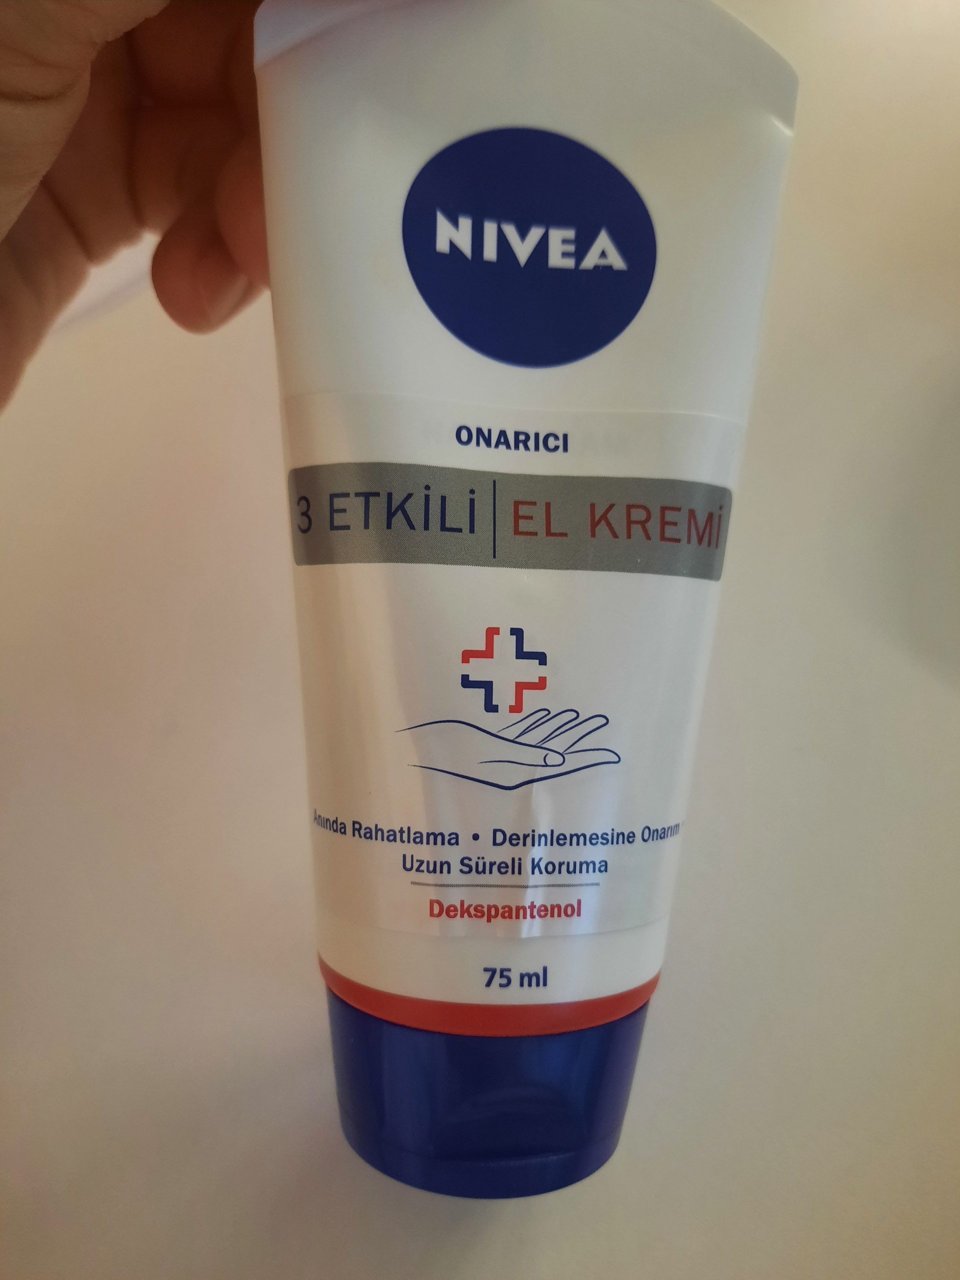 NIVEA
ONARICI
3 ETKİLİ | EL KREMİ
Anında Rahatlama • Derinlemesine Onarım •
Uzun Süreli Koruma
Dekspantenol
75 ml